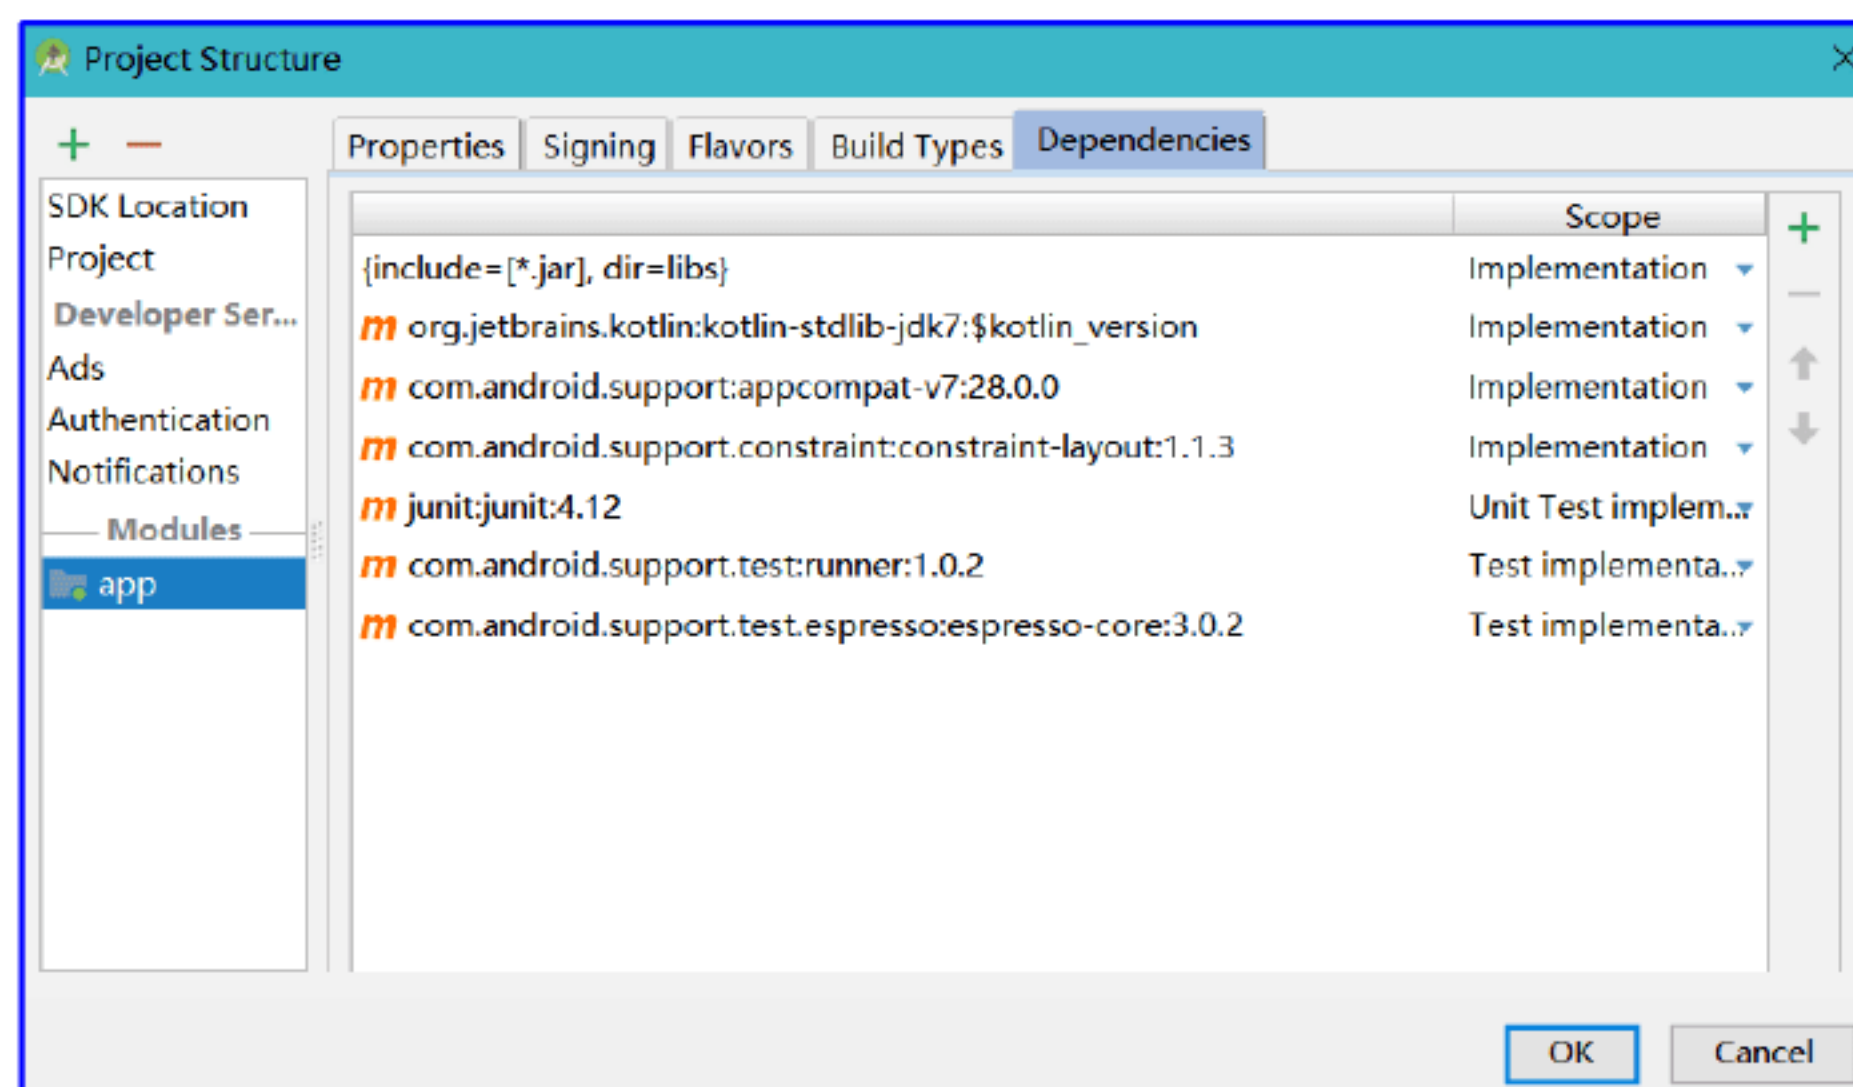 Project Structure
Properties Signing Flavors Build Types Dependencies
SDK Location
Project
Developer Ser...
Ads
Authentication
Notifications
Modules
app
Scope
{include=[*.jar], dir=libs} Implementation
m org.jetbrains.kotlin:kotlin-stdlib-jdk7:$kotlin_version Implementation
m com.android.support:appcompat-v7:28.0.0 Implementation
m com.android.support.constraint:constraint-layout:1.1.3 Implementation
m junit:junit:4.12 Unit Test implem...
m com.android.support.test:runner:1.0.2 Test implementa...
m com.android.support.test.espresso:espresso-core:3.0.2 Test implementa...
OK Cancel